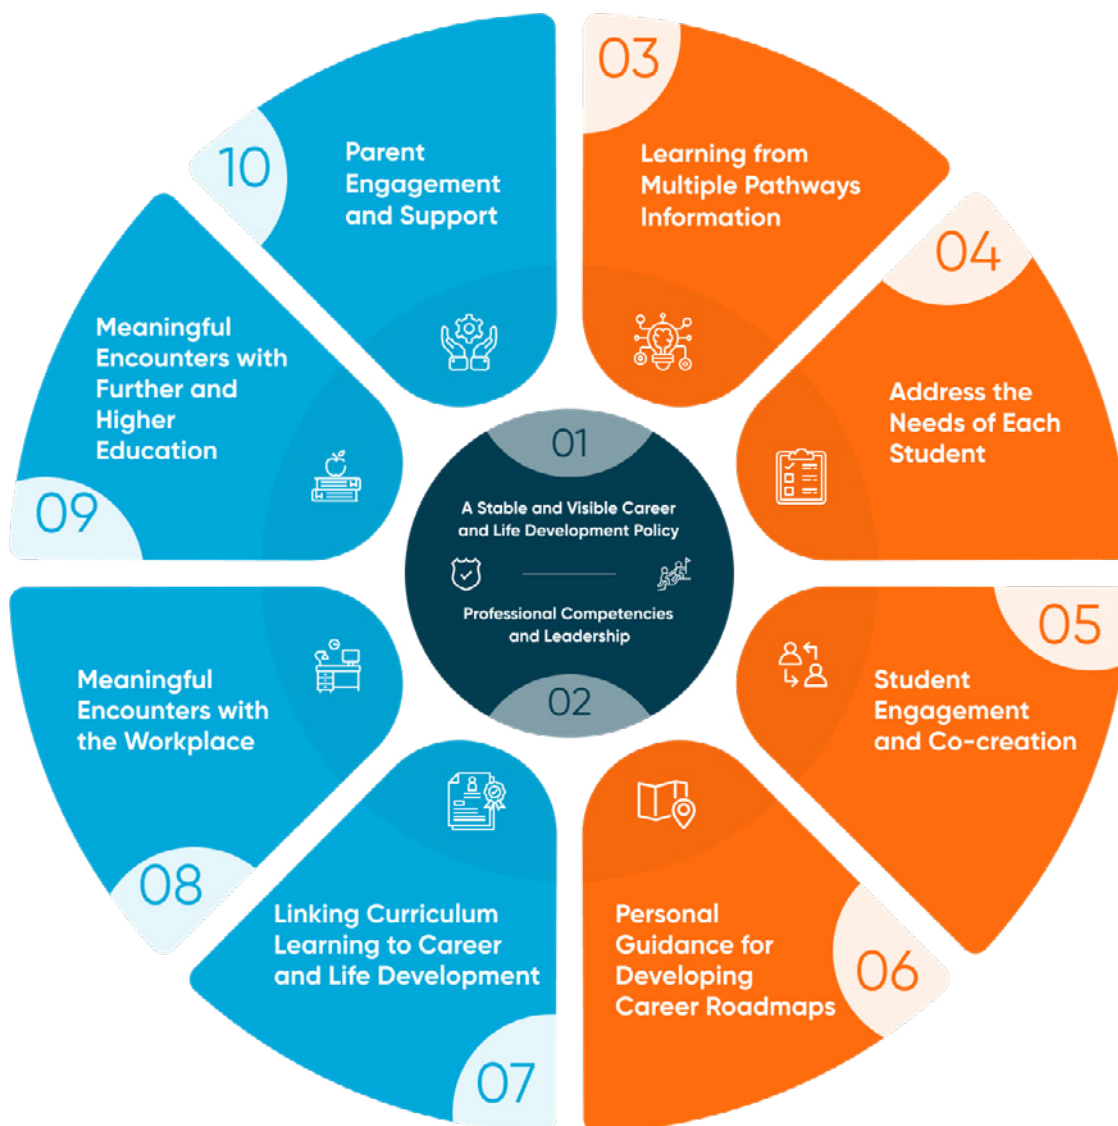 01
A Stable and Visible Career
and Life Development Policy
Professional Competencies
and Leadership
02
03
Learning from
Multiple Pathways
Information
04
Address the
Needs of Each
Student
05
Student
Engagement
and Co-creation
06
Personal
Guidance for
Developing
Career Roadmaps
07
Linking Curriculum
Learning to Career
and Life Development
08
Meaningful
Encounters with
the Workplace
09
Meaningful
Encounters with
Further and
Higher
Education
10
Parent
Engagement
and Support